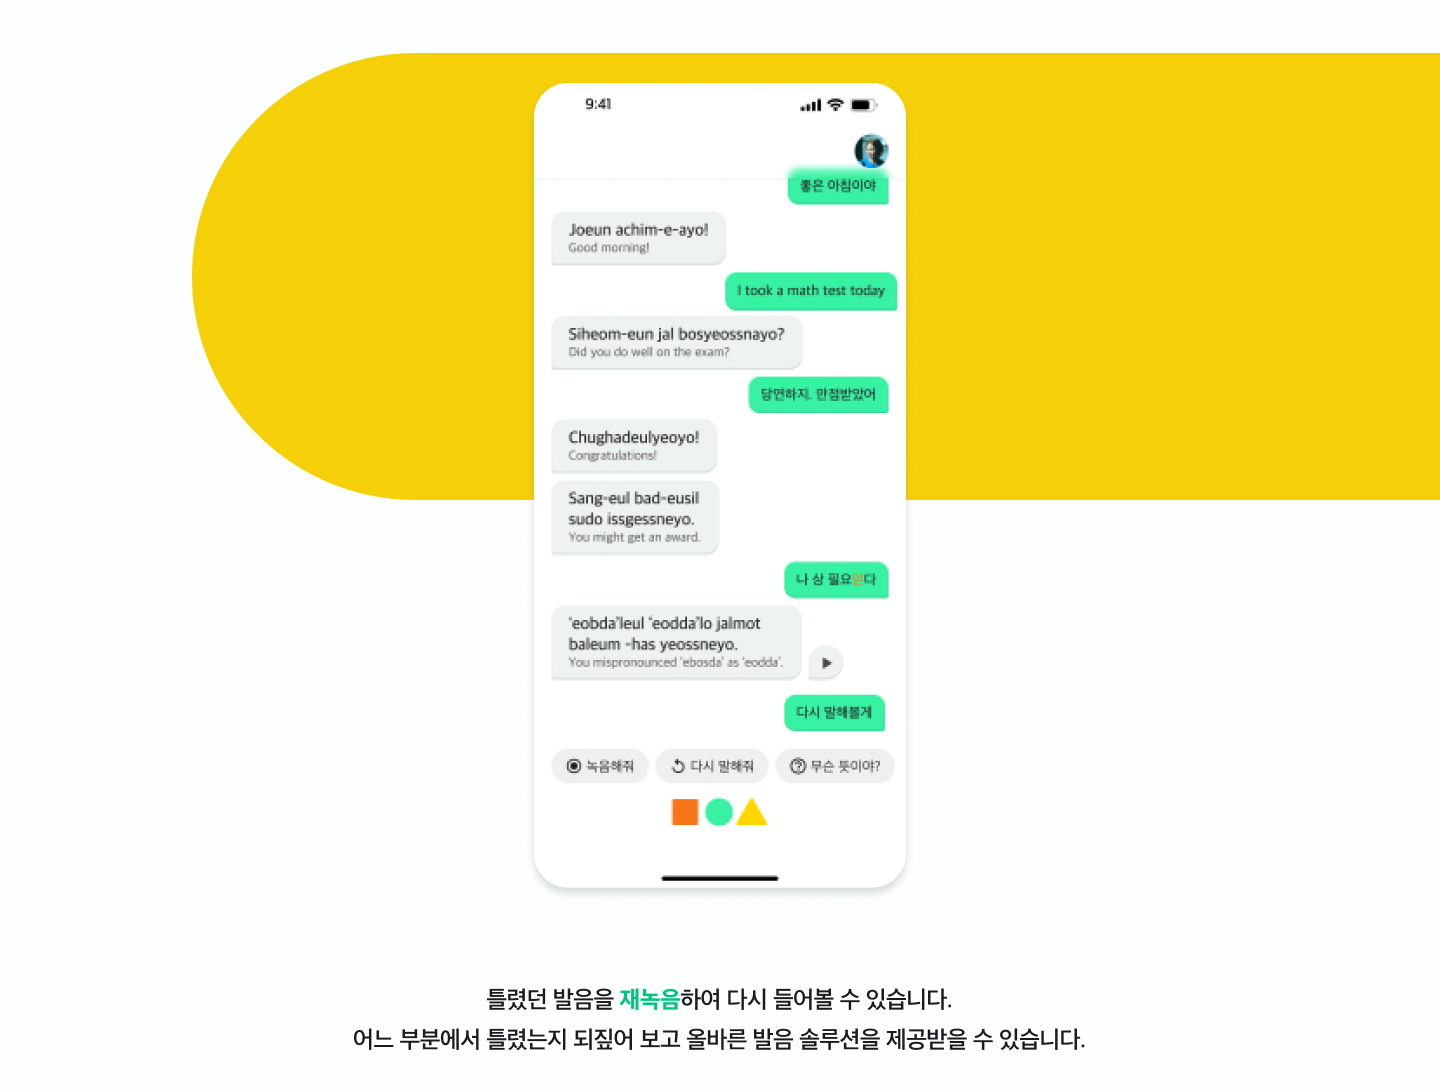 9:41
좋은 아침이야
Joeun achim-e-ayo!
Good morning!
I took a math test today
Siheom-eun jal bosyeossnayo?
Did you do well on the exam?
당연하지. 만점받았어
Chughadeulyeoyo!
Congratulations!
Sang-eul bad-eusil
sudo issgessneyo.
You might get an award.
나 상 필요얻다
‘eobda’leul ‘eodda’lo jalmot
baleum -has yeossneyo.
You mispronounced ‘ebosda’ as ‘eodda’.
다시 말해볼게
녹음해줘 다시 말해줘 무슨 뜻이야?
틀렸던 발음을 재녹음하여 다시 들어볼 수 있습니다.
어느 부분에서 틀렸는지 되짚어 보고 올바른 발음 솔루션을 제공받을 수 있습니다.